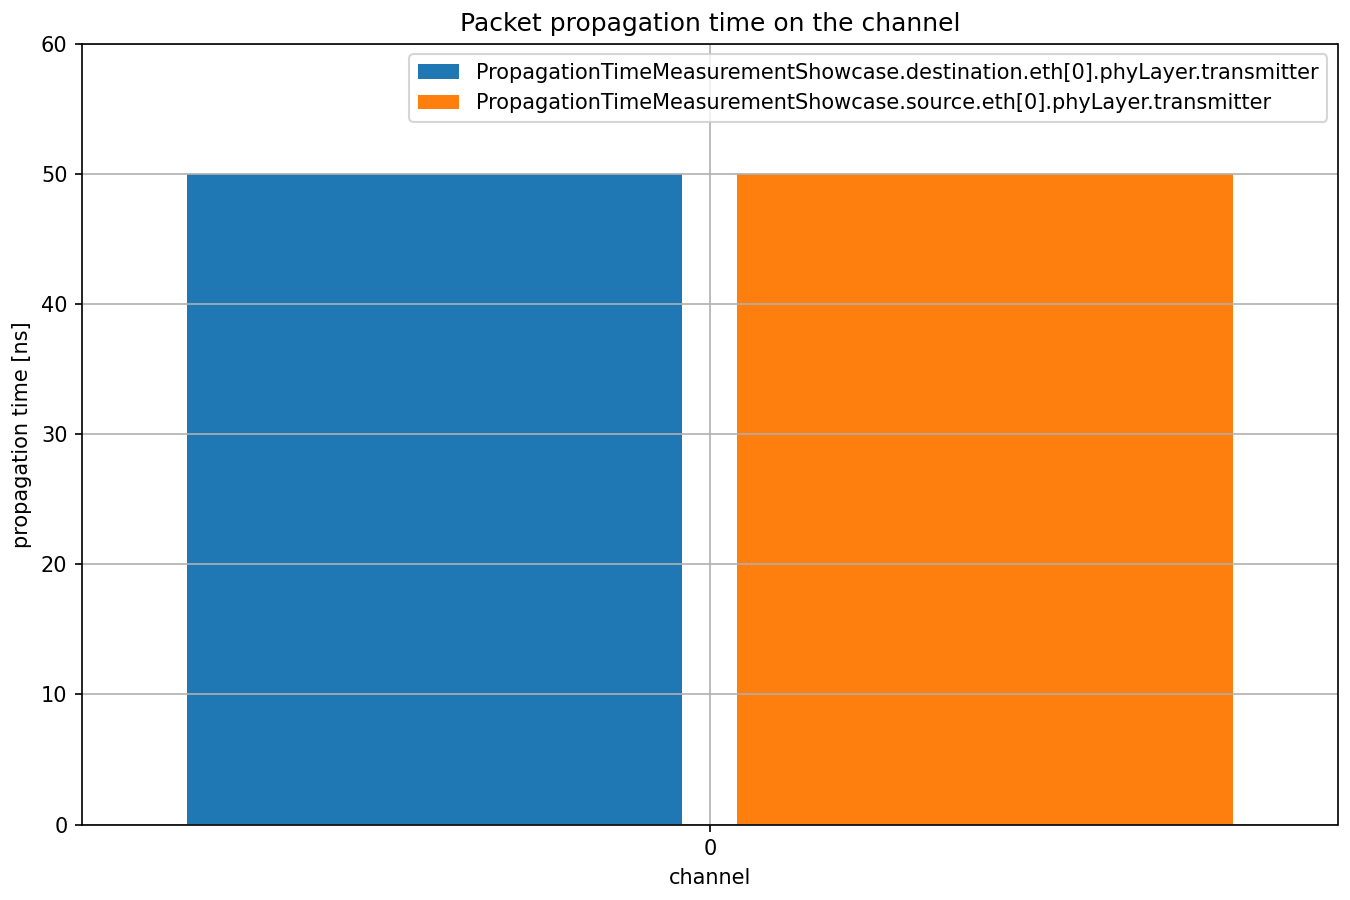 Packet propagation time on the channel
PropagationTimeMeasurementShowcase.destination.eth[0].phyLayer.transmitter
PropagationTimeMeasurementShowcase.source.eth[0].phyLayer.transmitter
60
50
40
30
20
10
0
propagation time [ns]
0
channel